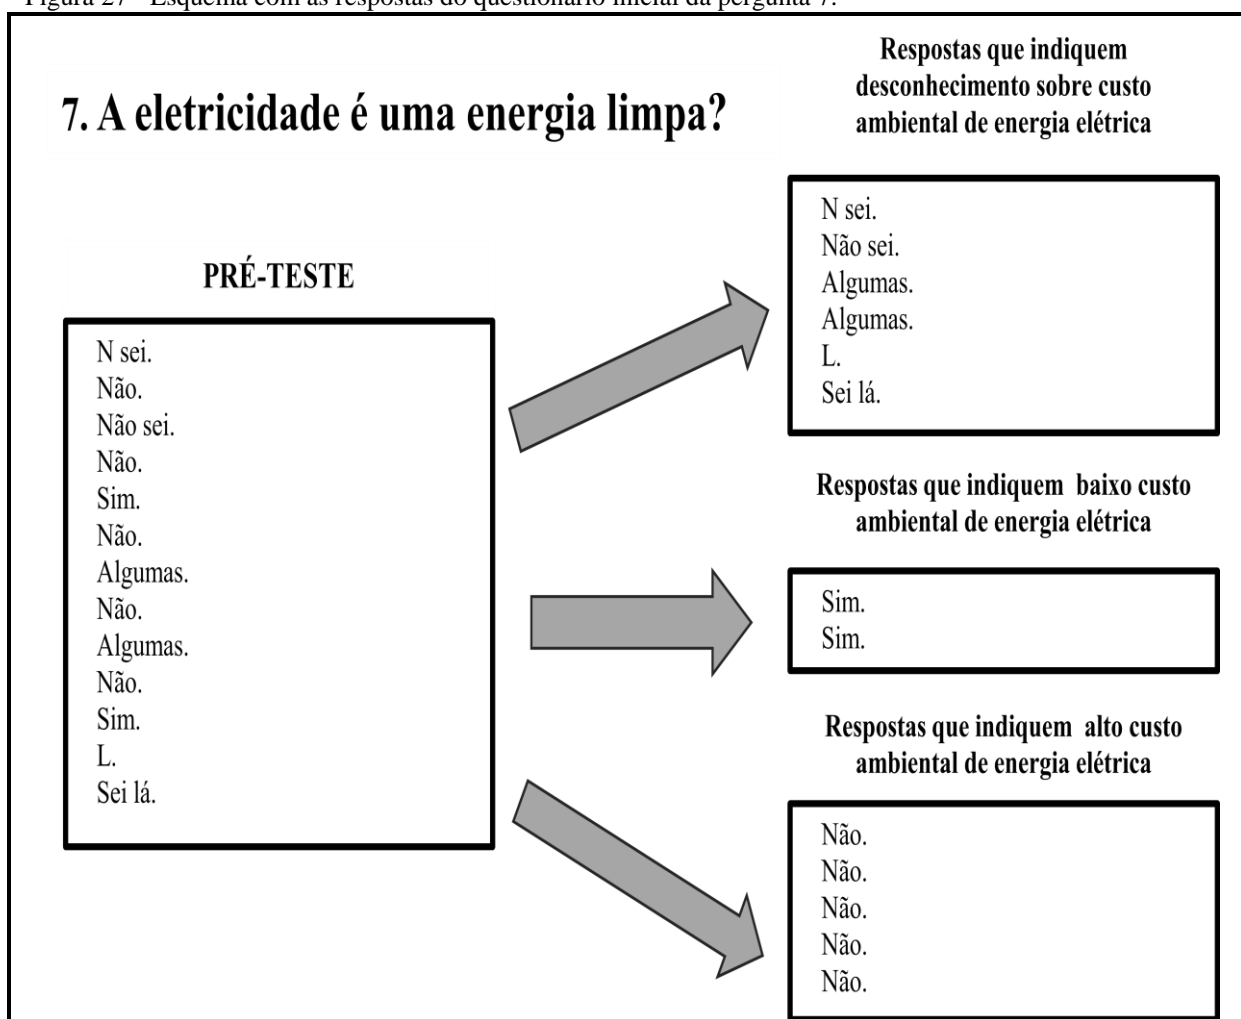 Figura 27 - Esquema com as respostas do questionário inicial da pergunta 7.
7. A eletricidade é uma energia limpa?
PRÉ-TESTE
N sei.
Não.
Não sei.
Não.
Sim.
Não.
Algumas.
Não.
Algumas.
Não.
Sim.
L.
Sei lá.
Respostas que indiquem
desconhecimento sobre custo
ambiental de energia elétrica
N sei.
Não sei.
Algumas.
Algumas.
L.
Sei lá.
Respostas que indiquem baixo custo
ambiental de energia elétrica
Sim.
Sim.
Respostas que indiquem alto custo
ambiental de energia elétrica
Não.
Não.
Não.
Não.
Não.